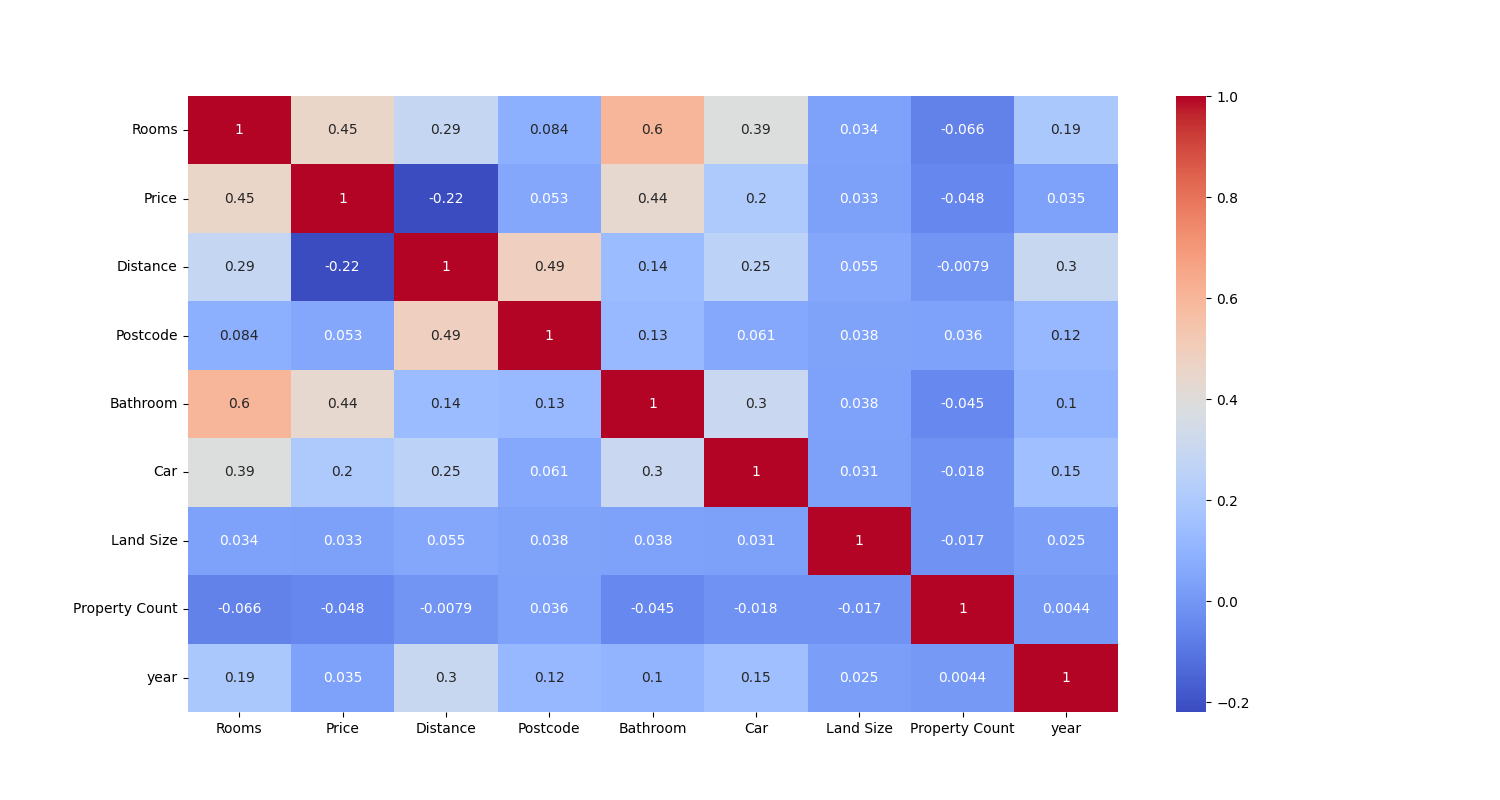 Rooms 1 0.45 0.29 0.084 0.6 0.39 0.034 -0.066 0.19
Price 0.45 1 -0.22 0.053 0.44 0.2 0.033 -0.048 0.035
Distance 0.29 -0.22 1 0.49 0.14 0.25 0.055 -0.0079 0.3
Postcode 0.084 0.053 0.49 1 0.13 0.061 0.038 0.036 0.12
Bathroom 0.6 0.44 0.14 0.13 1 0.3 0.038 -0.045 0.1
Car 0.39 0.2 0.25 0.061 0.3 1 0.031 -0.018 0.15
Land Size 0.034 0.033 0.055 0.038 0.038 0.031 1 -0.017 0.025
Property Count -0.066 -0.048 -0.0079 0.036 -0.045 -0.018 -0.017 1 0.0044
year 0.19 0.035 0.3 0.12 0.1 0.15 0.025 0.0044 1
Rooms Price Distance Postcode Bathroom Car Land Size Property Count year
1.0
0.8
0.6
0.4
0.2
0.0
−0.2